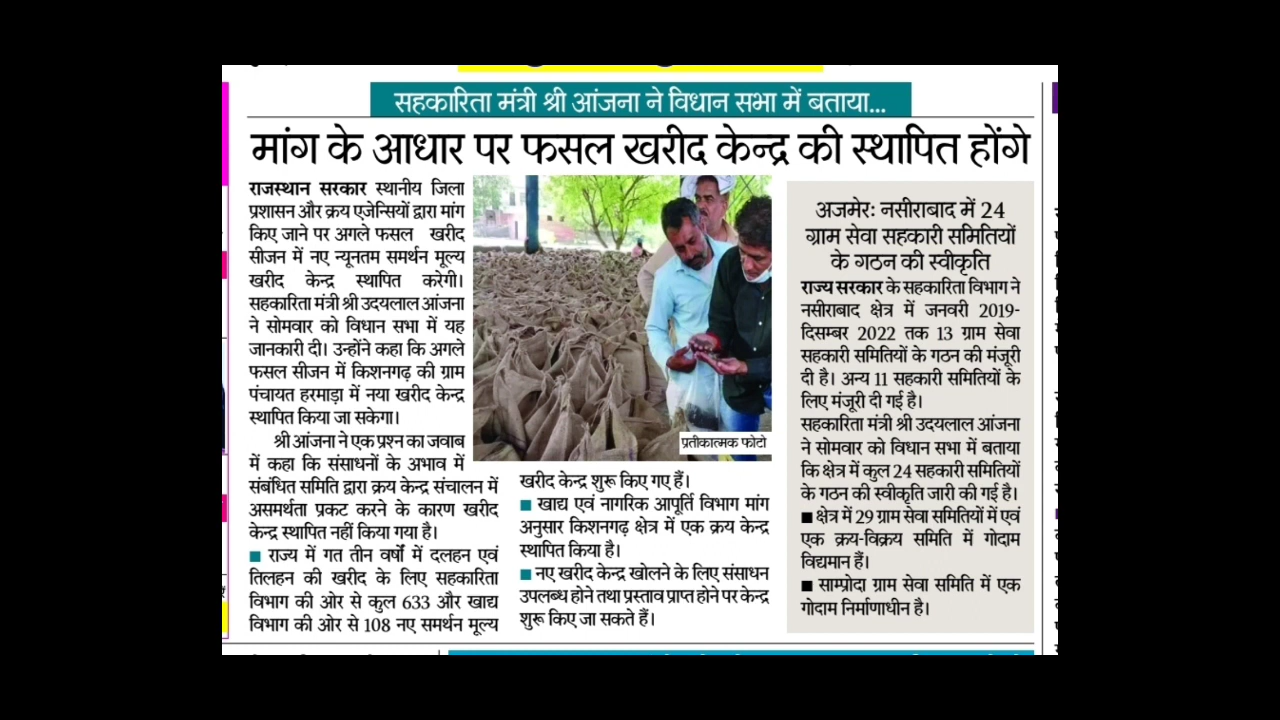 सहकारिता मंत्री श्री आंजना ने विधान सभा में बताया...
मांग के आधार पर फसल खरीद केन्द्र की स्थापित होंगे
राजस्थान सरकार स्थानीय जिला
प्रशासन और क्रय एजेन्सियों द्वारा मांग
किए जाने पर अगले फसल खरीद
सीजन में नए न्यूनतम समर्थन मूल्य
खरीद केन्द्र स्थापित करेगी।
सहकारिता मंत्री श्री उदयलाल आंजना
ने सोमवार को विधान सभा में यह
जानकारी दी। उन्होंने कहा कि अगले
फसल सीजन में किशनगढ़ की ग्राम
पंचायत हरमाड़ा में नया खरीद केन्द्र
स्थापित किया जा सकेगा।
श्री आंजना ने एक प्रश्न का जवाब
में कहा कि संसाधनों के अभाव में
संबंधित समिति द्वारा क्रय केन्द्र संचालन में
असमर्थता प्रकट करने के कारण खरीद
केन्द्र स्थापित नहीं किया गया है।
■ राज्य में गत तीन वर्षों में दलहन एवं
तिलहन की खरीद के लिए सहकारिता
विभाग की ओर से कुल 633 और खाद्य
विभाग की ओर से 108 नए समर्थन मूल्य
प्रतीकात्मक फोटो
खरीद केन्द्र शुरू किए गए हैं।
■ खाद्य एवं नागरिक आपूर्ति विभाग मांग
अनुसार किशनगढ़ क्षेत्र में एक क्रय केन्द्र
स्थापित किया है।
■ नए खरीद केन्द्र खोलने के लिए संसाधन
उपलब्ध होने तथा प्रस्ताव प्राप्त होने पर केन्द्र
शुरू किए जा सकते हैं।
अजमेर: नसीराबाद में 24
ग्राम सेवा सहकारी समितियों
के गठन की स्वीकृति
राज्य सरकार के सहकारिता विभाग ने
नसीराबाद क्षेत्र में जनवरी 2019-
दिसम्बर 2022 तक 13 ग्राम सेवा
सहकारी समितियों के गठन की मंजूरी
दी है। अन्य 11 सहकारी समितियों के
लिए मंजूरी दी गई है।
सहकारिता मंत्री श्री उदयलाल आंजना
ने सोमवार को विधान सभा में बताया
कि क्षेत्र में कुल 24 सहकारी समितियों
के गठन की स्वीकृति जारी की गई है।
■ क्षेत्र में 29 ग्राम सेवा समितियों में एवं
एक क्रय-विक्रय समिति में गोदाम
विद्यमान हैं।
■ साम्प्रोदा ग्राम सेवा समिति में एक
गोदाम निर्माणाधीन है।